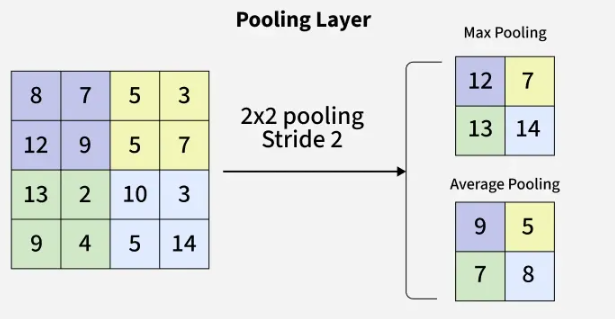 Pooling Layer
Max Pooling
8 7 5 3
12 9 5 7
13 2 10 3
9 4 5 14
2x2 pooling
Stride 2
12 7
13 14
Average Pooling
9 5
7 8